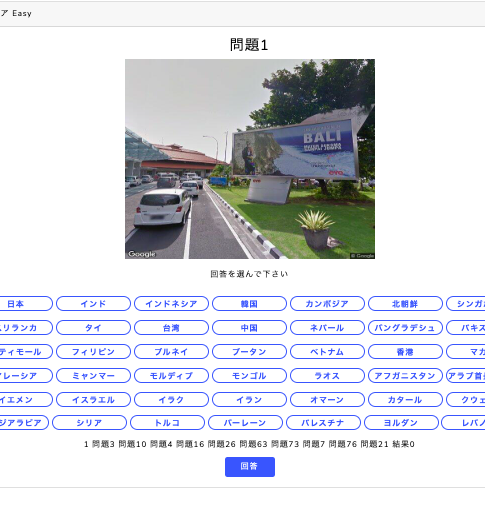 ア Easy
問題1
BALI
Google
© Google
回答を選んで下さい
日本 インド インドネシア 韓国 カンボジア 北朝鮮 シンガ
リランカ タイ 台湾 中国 ネパール バングラデシュ パキス
ティモール フィリピン ブルネイ ブータン ベトナム 香港 マカ
レーシア ミャンマー モルディブ モンゴル ラオス アフガニスタン アラブ首
イエメン イスラエル イラク イラン オマーン カタール クウェ
ジアラビア シリア トルコ バーレーン パレスチナ ヨルダン レバノ
1 問題3 問題10 問題4 問題16 問題26 問題63 問題73 問題7 問題76 問題21 結果0
回答